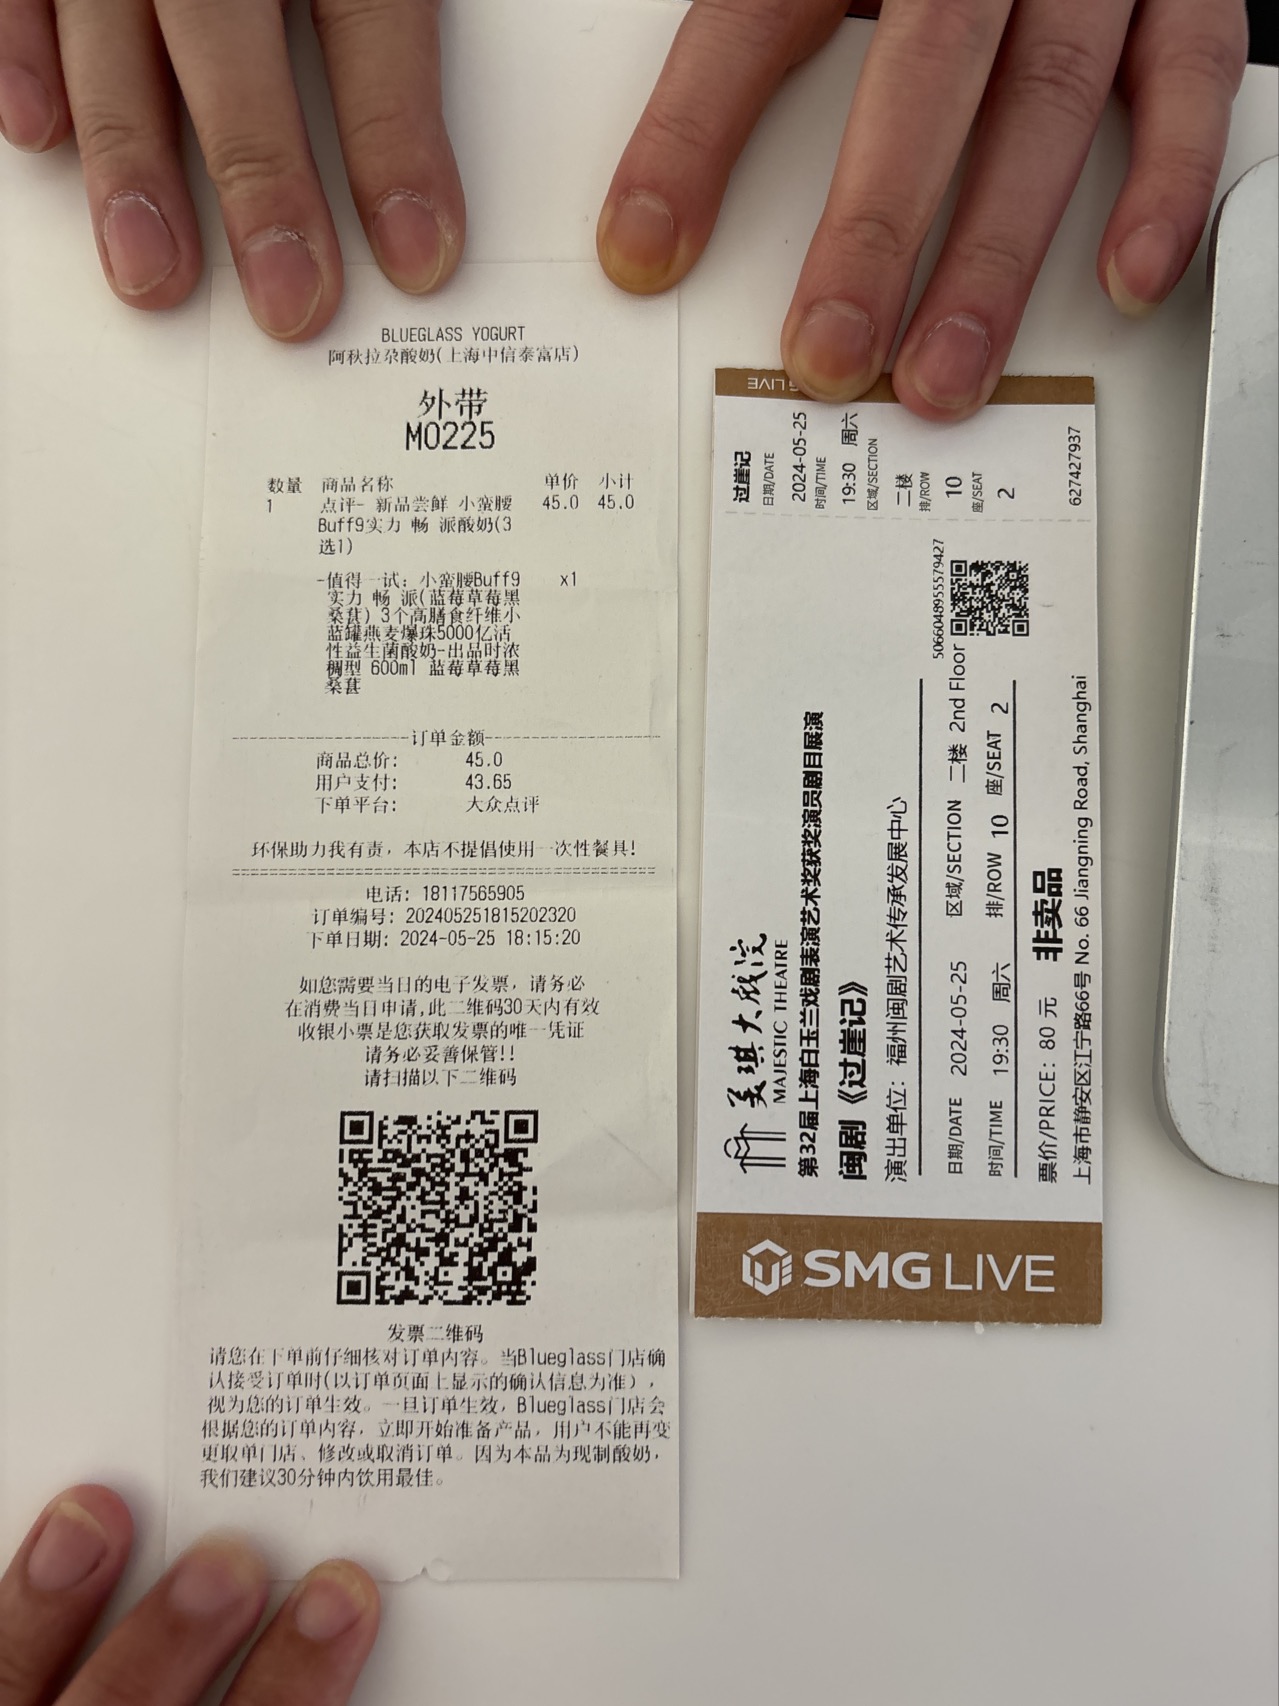 BLUEGLASS YOGURT
阿秋拉尕酸奶(上海中信泰富店)
外带
M0225
数量 商品名称 单价 小计
1 点评- 新品尝鲜 小蛮腰 45.0 45.0
Buff9实力 畅 派酸奶(3
选1)
-值得一试: 小蛮腰Buff9 x1
实力 畅 派(蓝莓草莓黑
桑葚) 3个高膳食纤维小
蓝罐燕麦爆珠5000亿活
性益生菌酸奶-出品时浓
稠型 600ml 蓝莓草莓黑
桑葚
订单金额
商品总价: 45.0
用户支付: 43.65
下单平台: 大众点评
环保助力我有责，本店不提倡使用一次性餐具!
电话: 18117565905
订单编号: 202405251815202320
下单日期: 2024-05-25 18:15:20
如您需要当日的电子发票，请务必
在消费当日申请,此二维码30天内有效
收银小票是您获取发票的唯一凭证
请务必妥善保管!!
请扫描以下二维码
发票二维码
请您在下单前仔细核对订单内容。当Blueglass门店确
认接受订单时(以订单页面上显示的确认信息为准)，
视为您的订单生效。一旦订单生效，Blueglass门店会
根据您的订单内容，立即开始准备产品，用户不能再变
更取单门店、修改或取消订单。因为本品为现制酸奶，
我们建议30分钟内饮用最佳。
美琪大戏院
MAJESTIC THEATRE
第32届上海白玉兰戏剧表演艺术奖获奖演员剧目展演
闽剧《过崖记》
演出单位：福州闽剧艺术传承发展中心
5066048955579427
日期/DATE 2024-05-25 区域/SECTION 二楼 2nd Floor
时间/TIME 19:30 周六 排/ROW 10 座/SEAT 2
票价/PRICE：80 元 非卖品
上海市静安区江宁路66号 No. 66 Jiangning Road, Shanghai
SMG LIVE
过崖记
日期/DATE
2024-05-25
时间/TIME
19:30 周六
区域/SECTION
二楼
排/ROW
10
座/SEAT
2
627427937
LIVE